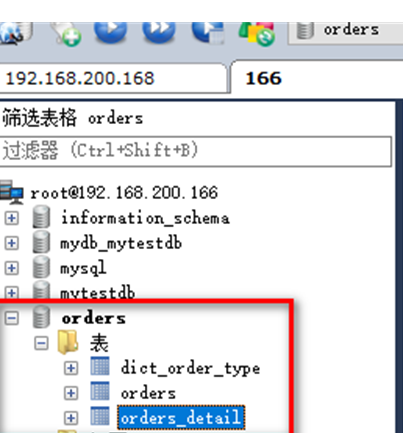 orders
192.168.200.168
166
筛选表格 orders
过滤器 (Ctrl+Shift+B)
root@192.168.200.166
information_schema
mydb_mytestdb
mysql
mytestdb
orders
表
dict_order_type
orders
orders_detail